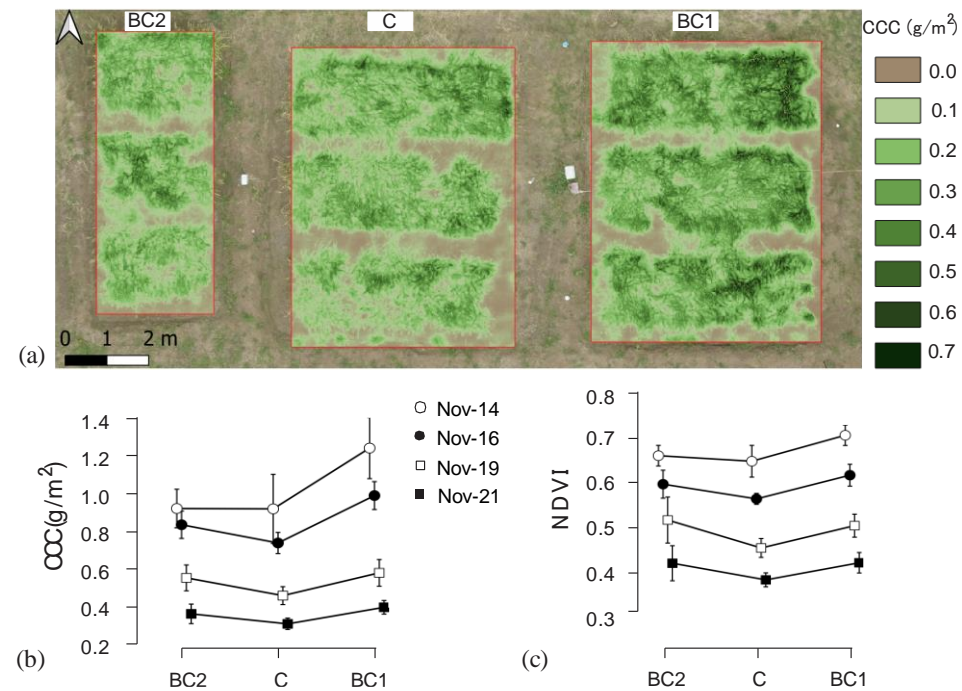 BC2
C
BC1
CCC (g/m²)
0.0
0.1
0.2
0.3
0.4
0.5
0.6
0.7
0 1 2 m
(a)
CCC(g/m²)
1.4
1.2
1.0
0.8
0.6
0.4
0.2
BC2 C BC1
(b)
Nov-14
Nov-16
Nov-19
Nov-21
NDVI
0.8
0.7
0.6
0.5
0.4
0.3
BC2 C BC1
(c)